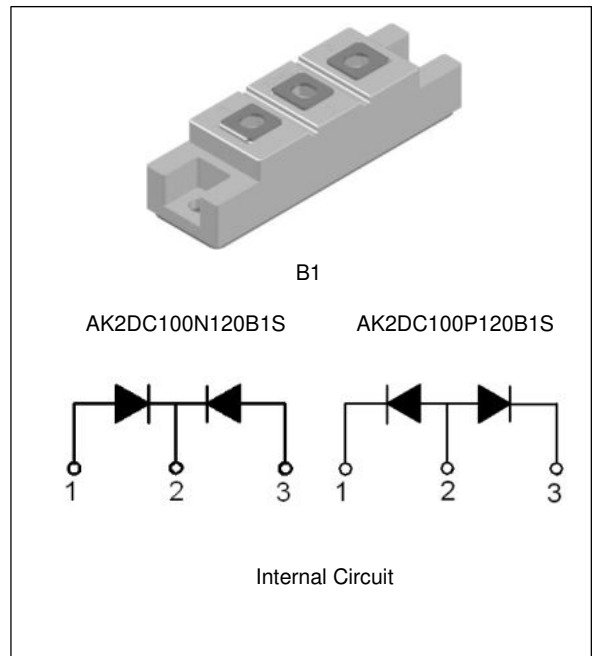 B1
AK2DC100N120B1S AK2DC100P120B1S
1 2 3 1 2 3
Internal Circuit